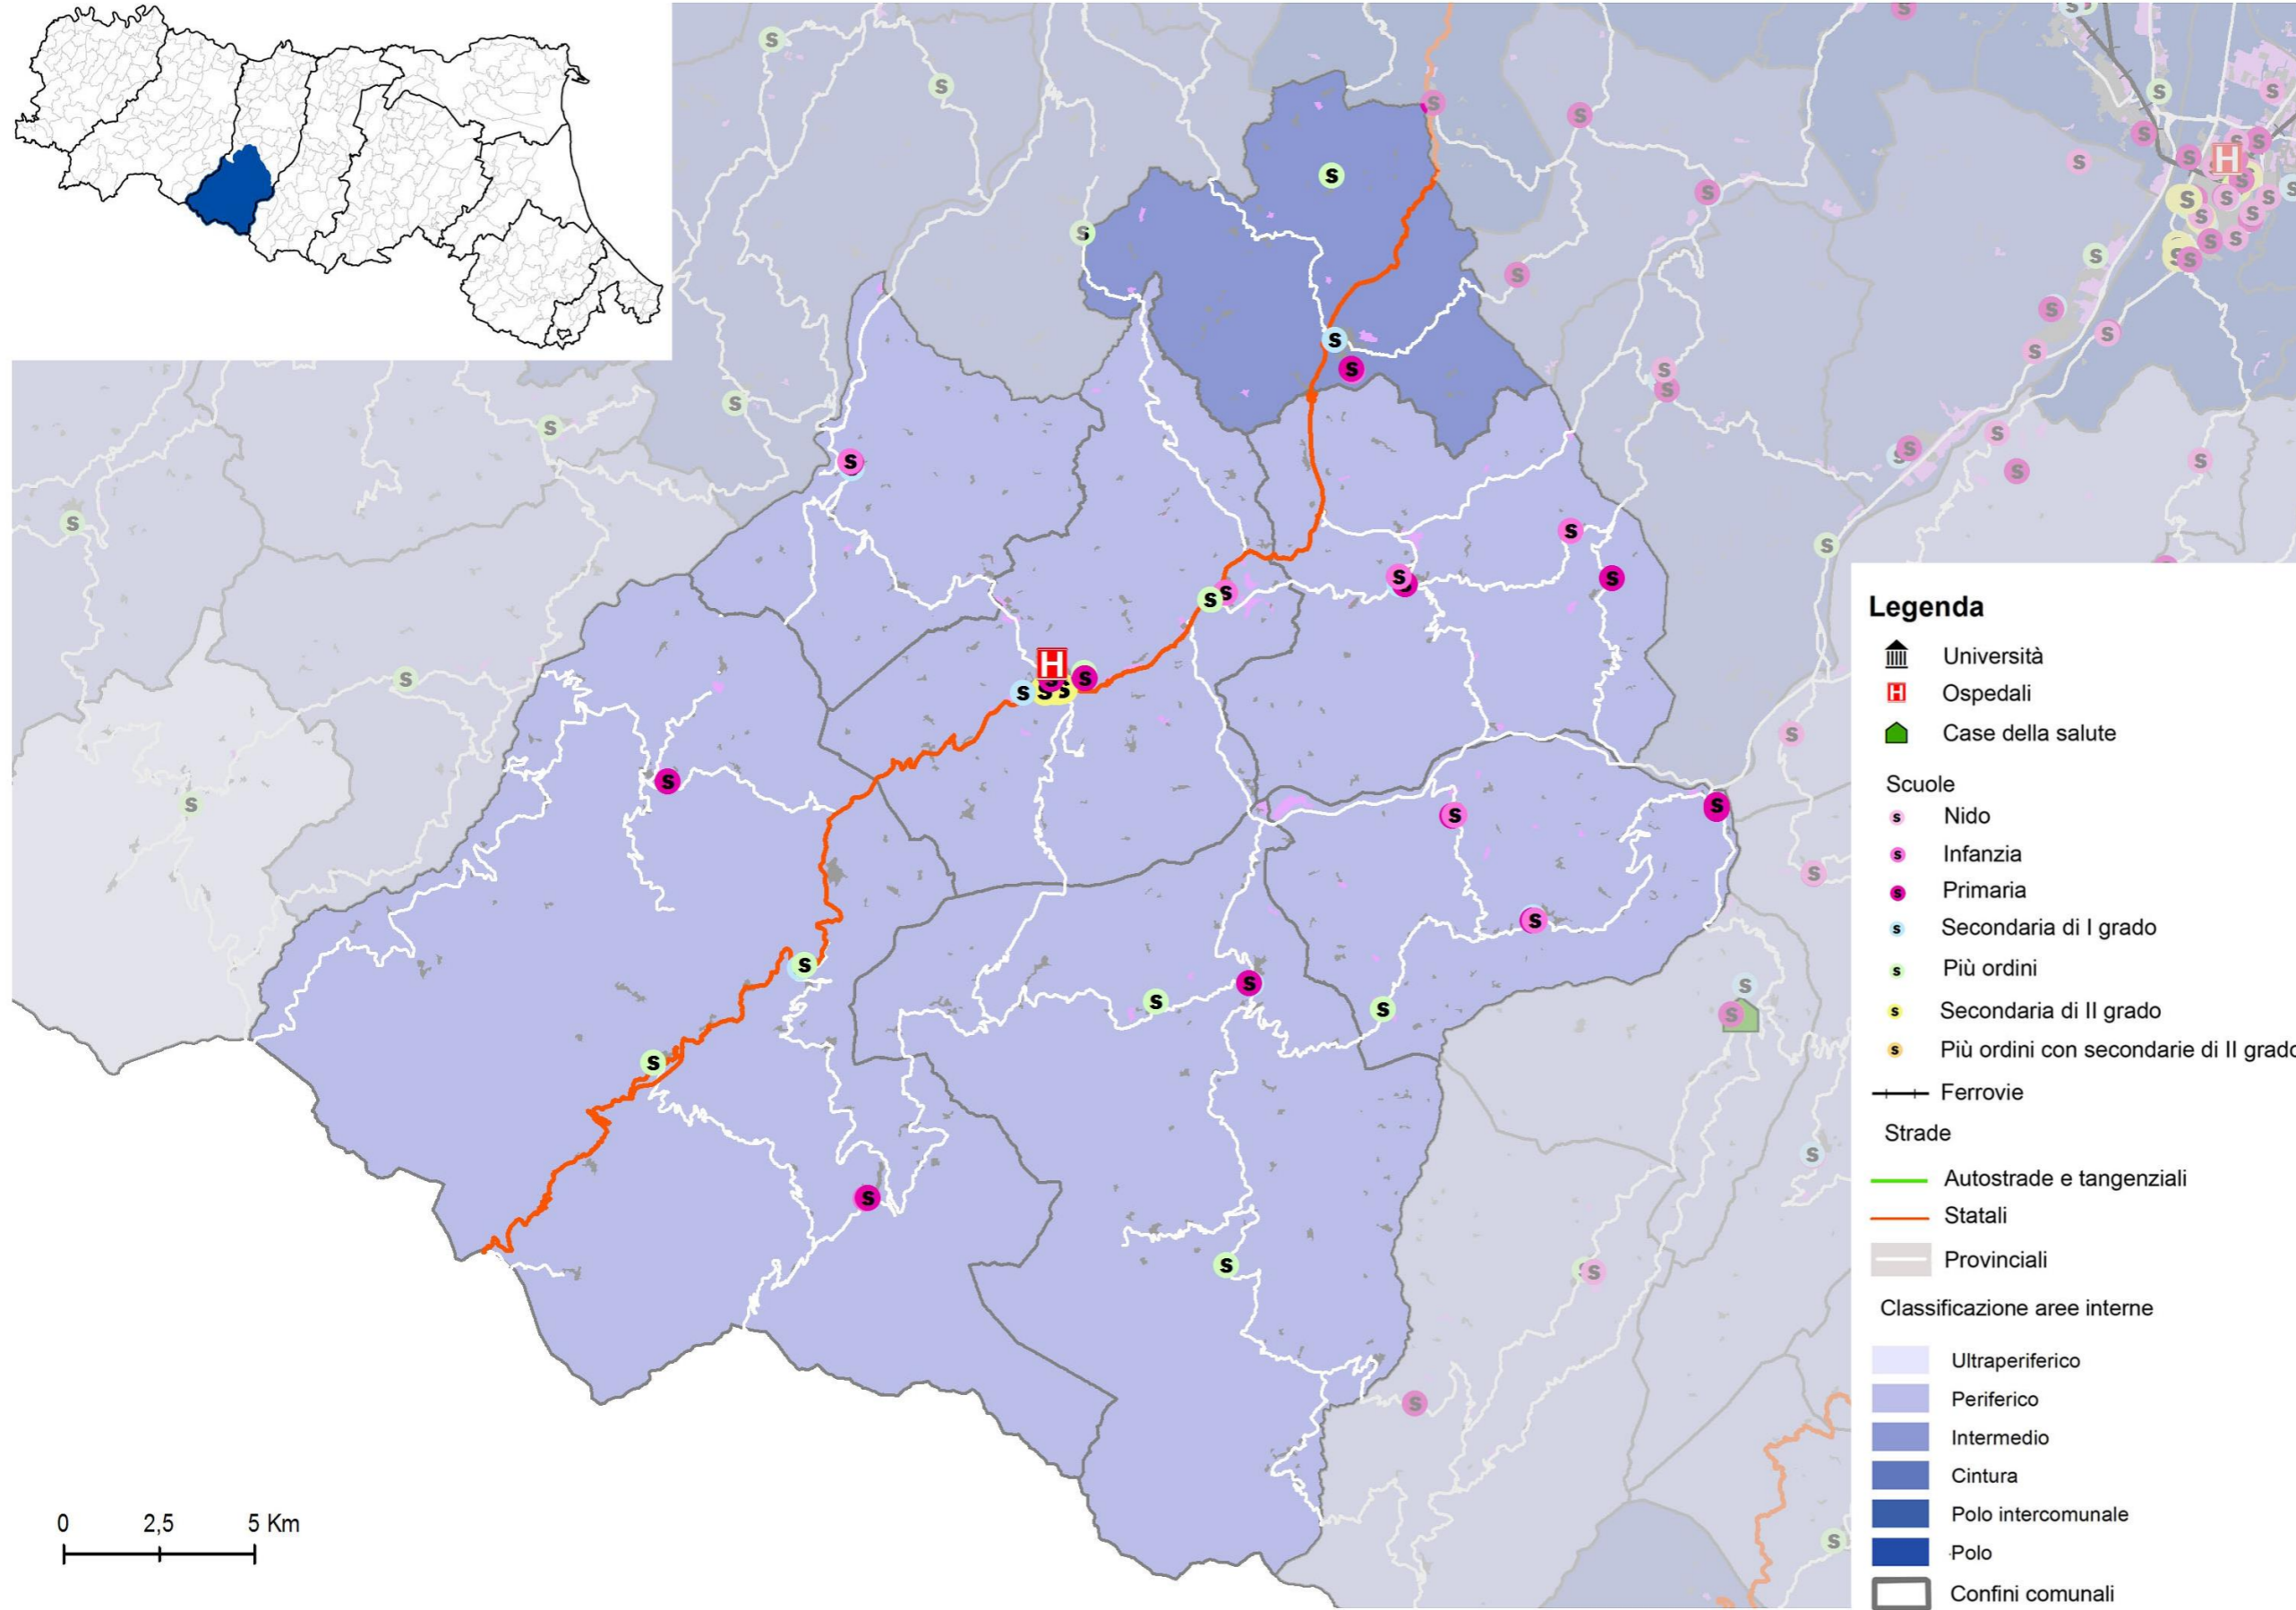 Legenda
Università
H Ospedali
Case della salute
Scuole
s Nido
s Infanzia
s Primaria
s Secondaria di I grado
s Più ordini
s Secondaria di II grado
s Più ordini con secondarie di II grado
Ferrovie
Strade
Autostrade e tangenziali
Statali
Provinciali
Classificazione aree interne
Ultraperiferico
Periferico
Intermedio
Cintura
Polo intercomunale
Polo
Confini comunali
0 2,5 5 Km